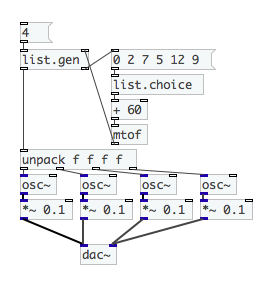 4
list.gen
0 2 7 5 12 9
list.choice
+ 60
mtof
unpack f f f f
osc~ osc~ osc~ osc~
*~ 0.1 *~ 0.1 *~ 0.1 *~ 0.1
dac~